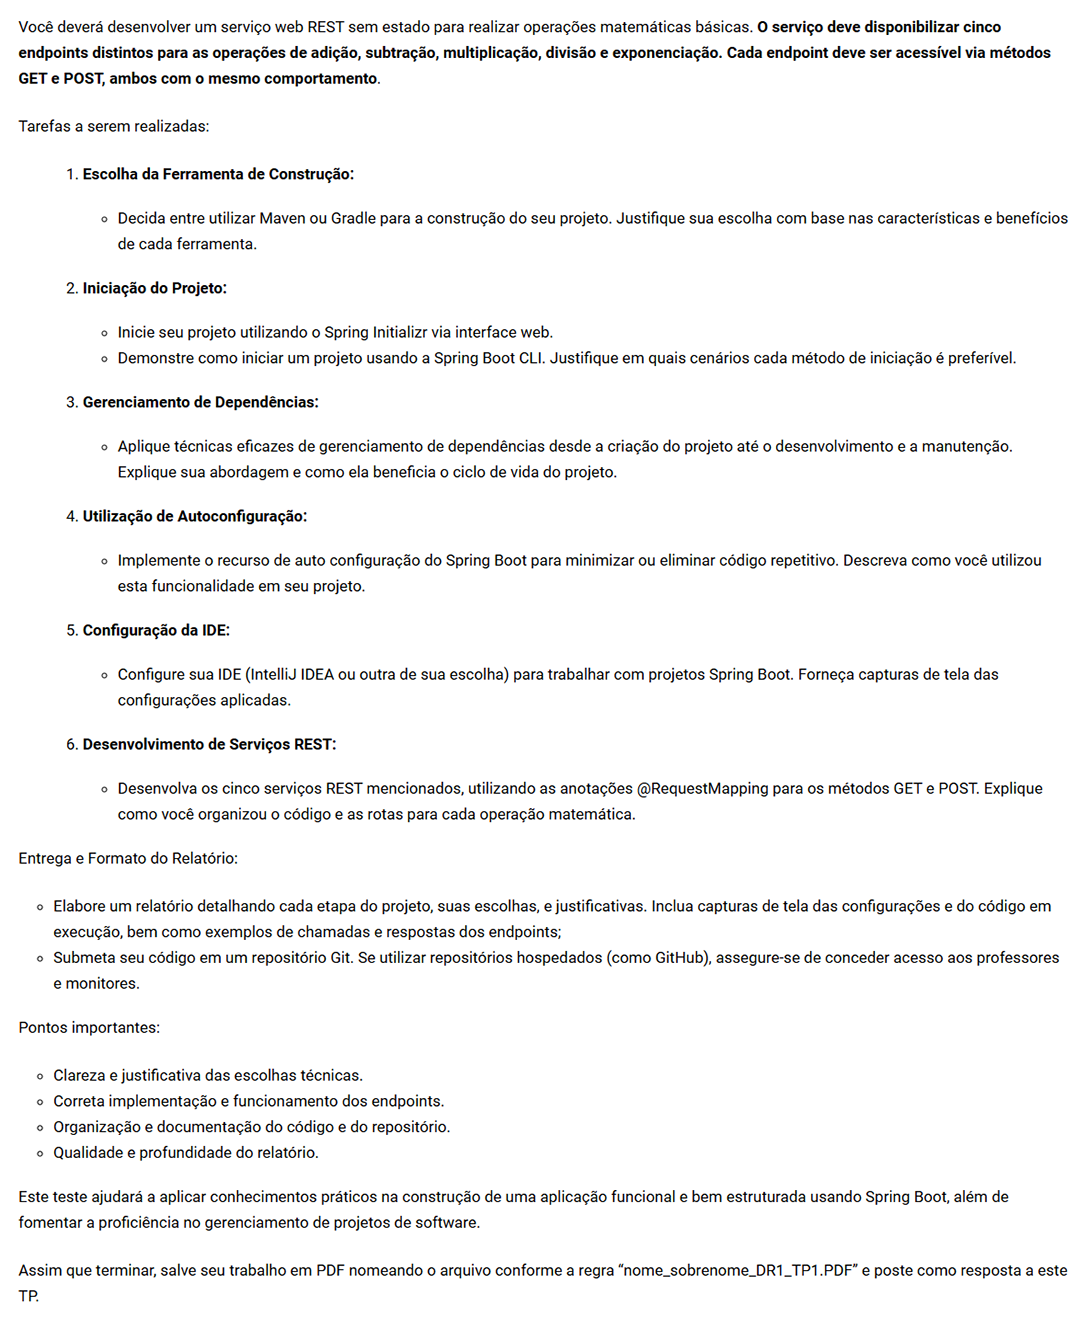 Você deverá desenvolver um serviço web REST sem estado para realizar operações matemáticas básicas. O serviço deve disponibilizar cinco
endpoints distintos para as operações de adição, subtração, multiplicação, divisão e exponenciação. Cada endpoint deve ser acessível via métodos
GET e POST, ambos com o mesmo comportamento.
Tarefas a serem realizadas:
1. Escolha da Ferramenta de Construção:
◦ Decida entre utilizar Maven ou Gradle para a construção do seu projeto. Justifique sua escolha com base nas características e benefícios
de cada ferramenta.
2. Iniciação do Projeto:
◦ Inicie seu projeto utilizando o Spring Initializr via interface web.
◦ Demonstre como iniciar um projeto usando a Spring Boot CLI. Justifique em quais cenários cada método de iniciação é preferível.
3. Gerenciamento de Dependências:
◦ Aplique técnicas eficazes de gerenciamento de dependências desde a criação do projeto até o desenvolvimento e a manutenção.
Explique sua abordagem e como ela beneficia o ciclo de vida do projeto.
4. Utilização de Autoconfiguração:
◦ Implemente o recurso de auto configuração do Spring Boot para minimizar ou eliminar código repetitivo. Descreva como você utilizou
esta funcionalidade em seu projeto.
5. Configuração da IDE:
◦ Configure sua IDE (IntelliJ IDEA ou outra de sua escolha) para trabalhar com projetos Spring Boot. Forneça capturas de tela das
configurações aplicadas.
6. Desenvolvimento de Serviços REST:
◦ Desenvolva os cinco serviços REST mencionados, utilizando as anotações @RequestMapping para os métodos GET e POST. Explique
como você organizou o código e as rotas para cada operação matemática.
Entrega e Formato do Relatório:
◦ Elabore um relatório detalhando cada etapa do projeto, suas escolhas, e justificativas. Inclua capturas de tela das configurações e do código em
execução, bem como exemplos de chamadas e respostas dos endpoints;
◦ Submeta seu código em um repositório Git. Se utilizar repositórios hospedados (como GitHub), assegure-se de conceder acesso aos professores
e monitores.
Pontos importantes:
◦ Clareza e justificativa das escolhas técnicas.
◦ Correta implementação e funcionamento dos endpoints.
◦ Organização e documentação do código e do repositório.
◦ Qualidade e profundidade do relatório.
Este teste ajudará a aplicar conhecimentos práticos na construção de uma aplicação funcional e bem estruturada usando Spring Boot, além de
fomentar a proficiência no gerenciamento de projetos de software.
Assim que terminar, salve seu trabalho em PDF nomeando o arquivo conforme a regra “nome_sobrenome_DR1_TP1.PDF” e poste como resposta a este
TP.